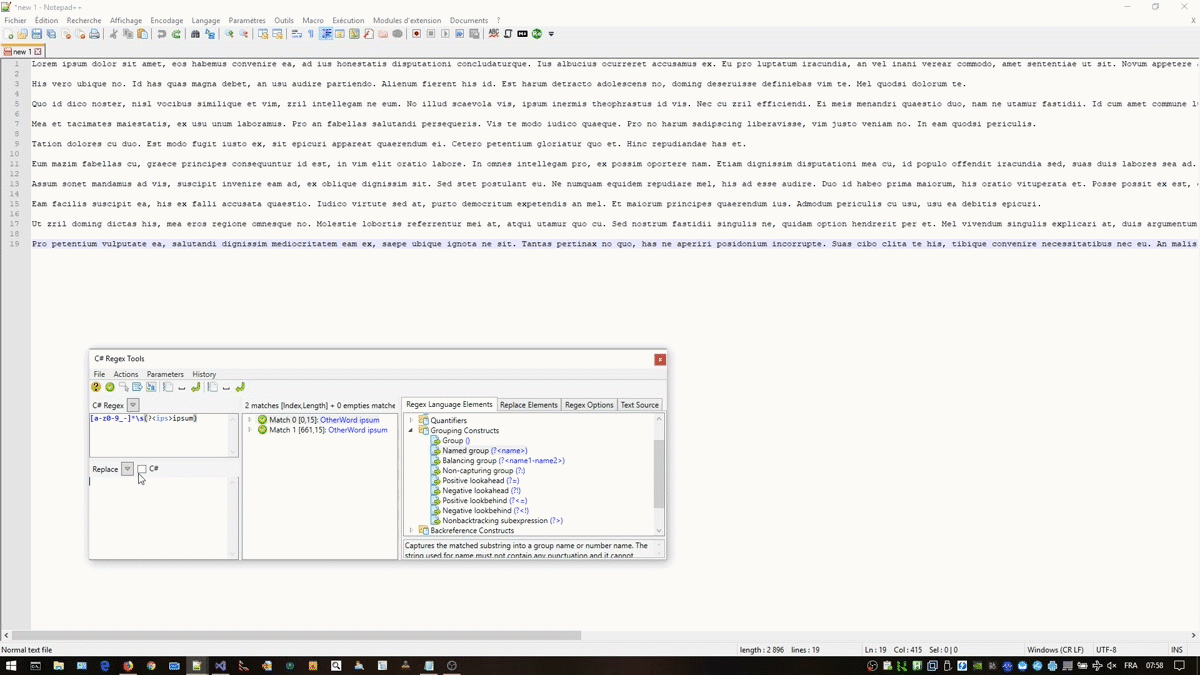 *new 1 - Notepad++
Fichier Édition Recherche Affichage Encodage Langage Paramètres Outils Macro Exécution Modules d'extension Documents ? X
new 1
1 Lorem ipsum dolor sit amet, eos habemus convenire ea, ad ius honestatis disputationi concludaturque. Ius albucius ocurreret accusamus ex. Eu pro luptatum iracundia, an vel inani verear commodo, amet sententiae ut sit. Novum appetere
2
3 His vero ubique no. Id has quas magna debet, an usu audire partiendo. Alienum fierent his id. Est harum detracto adolescens no, doming deseruisse definiebas vim te. Mel quodsi dolorum te.
4
5 Quo id dico noster, nisl vocibus similique et vim, zril intellegam ne eum. No illud scaevola vis, ipsum inermis theophrastus id vis. Nec cu zril efficiendi. Ei meis menandri quaestio duo, nam ne utamur fastidii. Id cum amet commune
6
7 Mea et tacimates maiestatis, ex usu unum laboramus. Pro an fabellas salutandi persequeris. Vis te modo iudico quaeque. Pro no harum sadipscing liberavisse, vim justo veniam no. In eam quodsi periculis.
8
9 Tation dolores cu duo. Est modo fugit iusto ex, sit epicuri appareat quaerendum ei. Cetero petentium gloriatur quo et. Hinc repudiandae has et.
10
11 Eum mazim fabellas cu, graece principes consequuntur id est, in vim elit oratio labore. In omnes intellegam pro, ex possim oportere nam. Etiam dignissim disputationi mea cu, id populo offendit iracundia sed, suas duis labores sea ad.
12
13 Assum sonet mandamus ad vis, suscipit invenire eam ad, ex oblique dignissim sit. Sed stet postulant eu. Ne numquam equidem repudiare mel, his ad esse audire. Duo id habeo prima maiorum, his oratio vituperata et. Posse possit ex est,
14
15 Eam facilis suscipit ea, his ex falli accusata quaestio. Iudico virtute sed at, purto democritum expetendis an mel. Et maiorum principes quaerendum ius. Admodum periculis cu usu, usu ea debitis epicuri.
16
17 Ut zril doming dictas his, mea eros regione omnesque no. Molestie lobortis referrentur mei at, atqui utamur quo cu. Sed nostrum fastidii singulis ne, quidam option hendrerit per et. Mel vivendum singulis explicari at, duis argumentum
18
19 Pro petentium vulputate ea, salutandi dignissim mediocritatem eam ex, saepe ubique ignota ne sit. Tantas pertinax no quo, has ne aperiri posidonium incorrupte. Suas cibo clita te his, tibique convenire necessitatibus nec eu. An malis
C# Regex Tools
File Actions Parameters History
C# Regex
[a-z0-9_-]*\s(?<ips>ipsum)
Replace C#
2 matches [Index,Length] + 0 empties matche
Match 0 [0,15]: OtherWord ipsum
Match 1 [661,15]: OtherWord ipsum
Regex Language Elements Replace Elements Regex Options Text Source
Quantifiers
Grouping Constructs
Group ()
Named group (?<name>)
Balancing group (?<name1-name2>)
Non-capturing group (?:)
Positive lookahead (?=)
Negative lookahead (?!)
Positive lookbehind (?<=)
Negative lookbehind (?<!)
Nonbacktracking subexpression (?>)
Backreference Constructs
Captures the matched substring into a group name or number name. The
string used for name must not contain any punctuation and it cannot
Normal text file length : 2 896 lines : 19 Ln : 19 Col : 415 Sel : 0 | 0 Windows (CR LF) UTF-8 INS
FRA 07:58